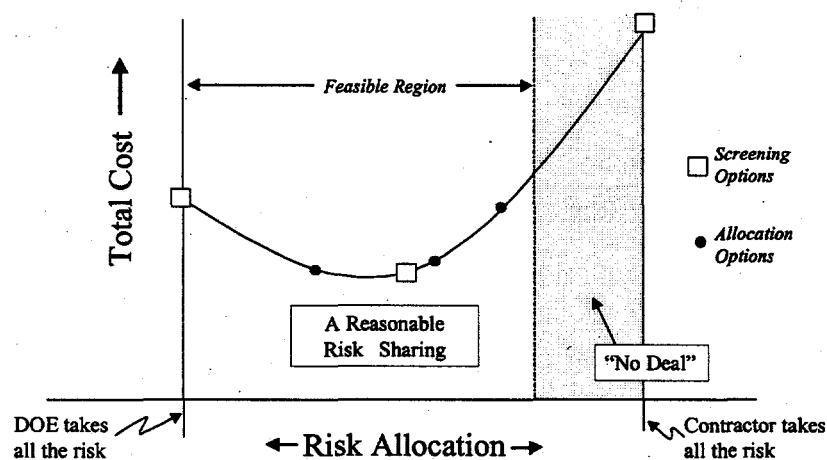 Feasible Region
Total Cost
Screening
Options
Allocation
Options
A Reasonable
Risk Sharing
"No Deal"
DOE takes
all the risk
Risk Allocation
Contractor takes
all the risk